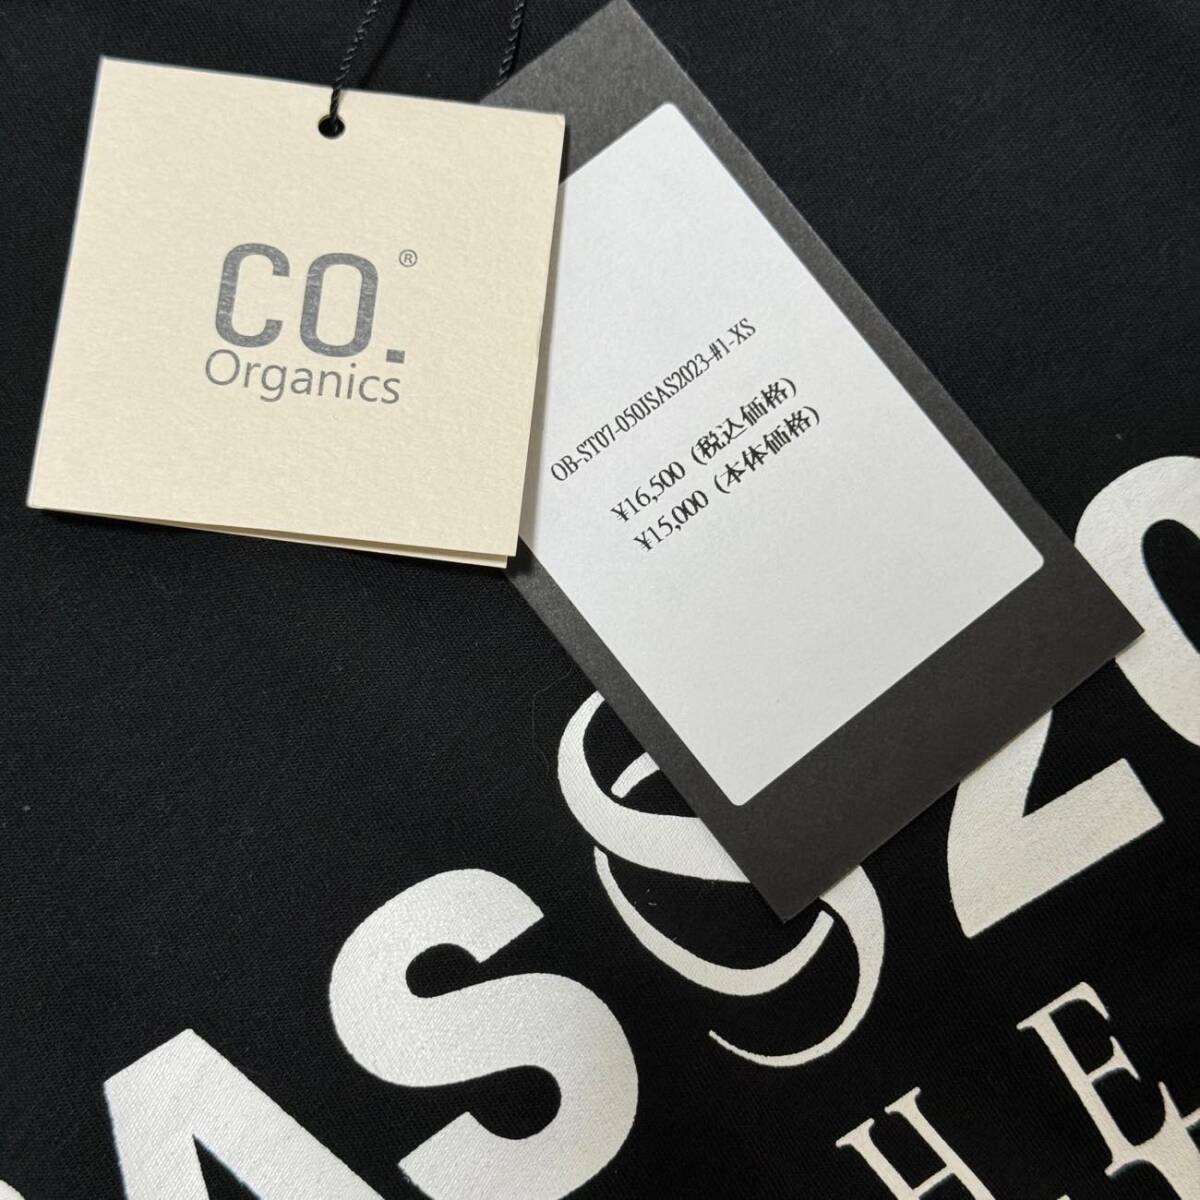 CO.®
Organics
OB-ST07-050JSAS2023-#1-XS
¥16,500 (税込価格)
¥15,000 (本体価格)
AS 20
HE